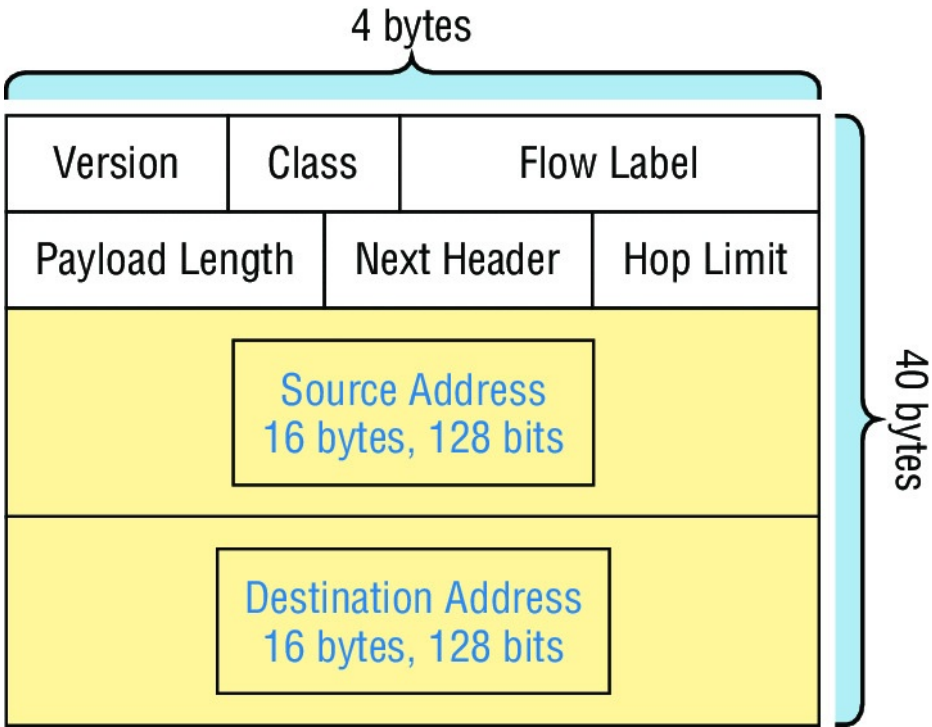 4 bytes
Version Class Flow Label
Payload Length Next Header Hop Limit
Source Address
16 bytes, 128 bits
Destination Address
16 bytes, 128 bits
40 bytes